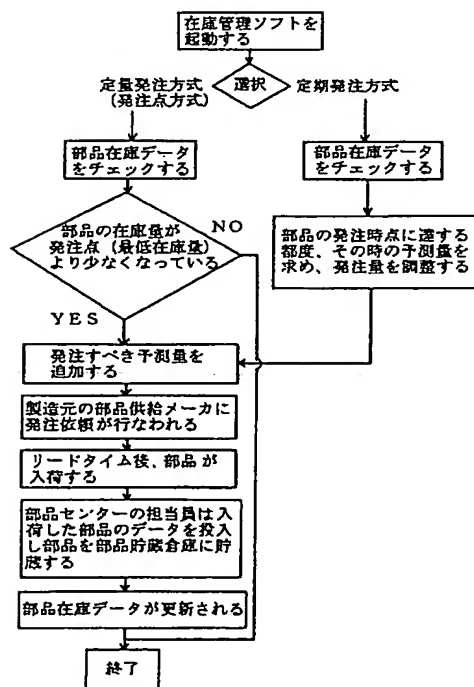 在庫管理ソフトを
起動する
選択
定量発注方式
(発注点方式)
定期発注方式
部品在庫データ
をチェックする
部品在庫データ
をチェックする
部品の在庫量が
発注点(最低在庫量)
より少なくなっている
NO
YES
部品の発注時点に達する
都度、その時の予測量を
求め、発注量を調整する
発注すべき予測量を
追加する
製造元の部品供給メーカに
発注依頼が行なわれる
リードタイム後、部品が
入荷する
部品センターの担当員は入
荷した部品のデータを投入
し部品を部品貯蔵倉庫に貯
蔵する
部品在庫データが更新される
終了